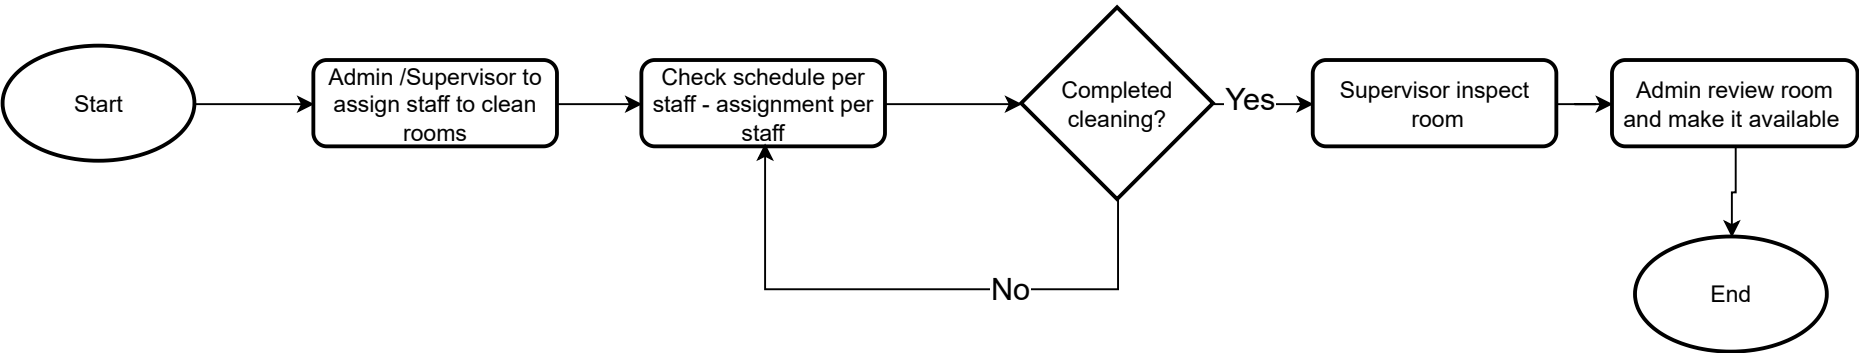 Start
Admin /Supervisor to
assign staff to clean
rooms
Check schedule per
staff - assignment per
staff
Completed
cleaning?
Yes
Supervisor inspect
room
Admin review room
and make it available
No
End